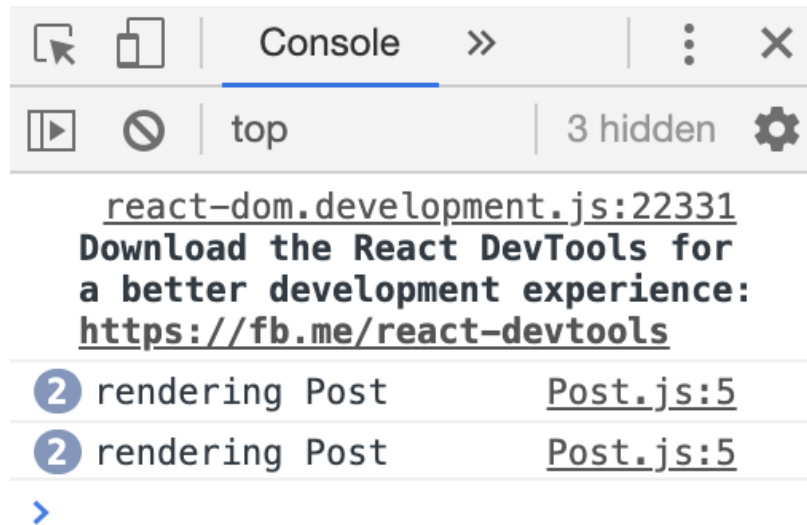 Console
top 3 hidden
react-dom.development.js:22331
Download the React DevTools for
a better development experience:
https://fb.me/react-devtools
2 rendering Post Post.js:5
2 rendering Post Post.js:5